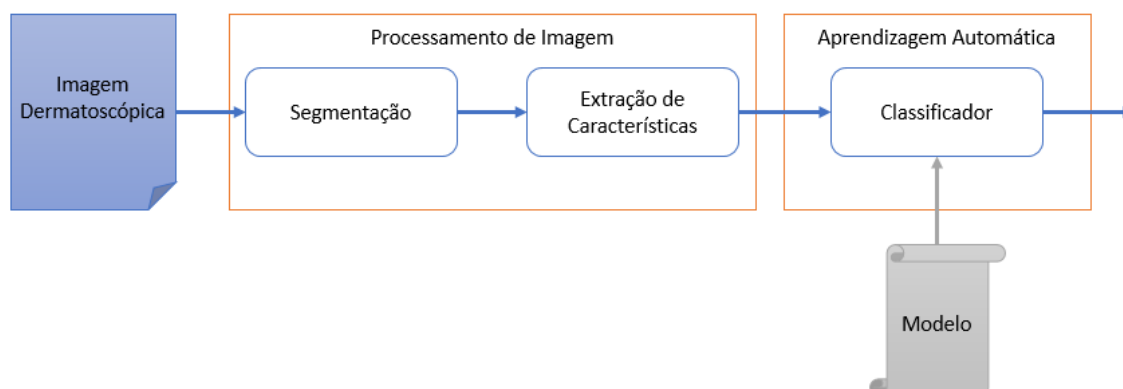 Imagem
Dermatoscópica
Processamento de Imagem
Segmentação
Extração de
Características
Aprendizagem Automática
Classificador
Modelo